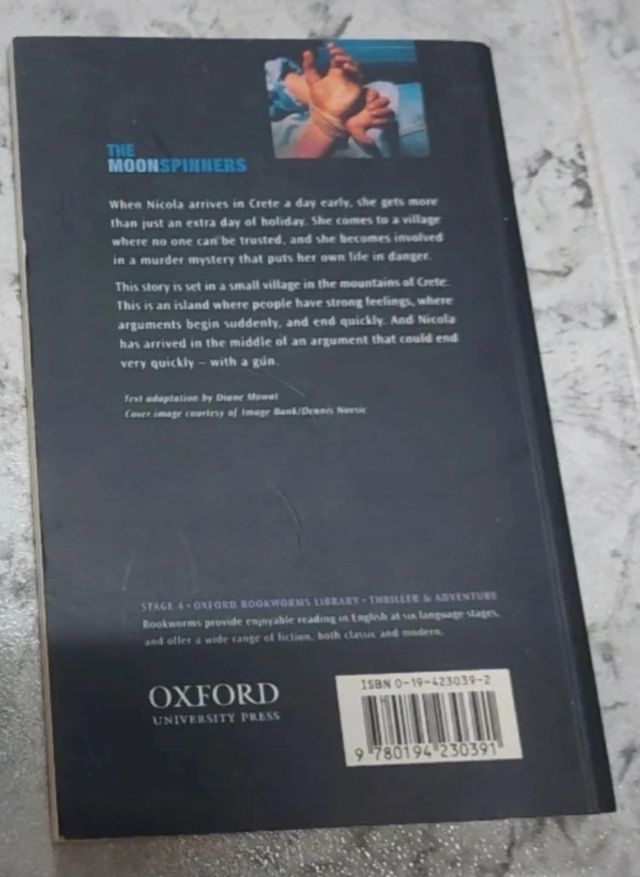 THE
MOONSPINNERS
When Nicola arrives in Crete a day early, she gets more
than just an extra day of holiday. She comes to a village
where no one can be trusted, and she becomes involved
in a murder mystery that puts her own life in danger.
This story is set in a small village in the mountains of Crete.
This is an island where people have strong feelings, where
arguments begin suddenly, and end quickly. And Nicola
has arrived in the middle of an argument that could end
very quickly – with a gun.
Text adaptation by Diane Mowat
Cover image courtesy of Image Bank/Dennis
STAGE 4 • OXFORD BOOKWORMS LIBRARY • THRILLER & ADVENTURE
Bookworms provide enjoyable reading in English at six language stages,
and offer a wide range of fiction, both classic and modern.
OXFORD
UNIVERSITY PRESS
ISBN 0-19-423039-2
9 780194 230391